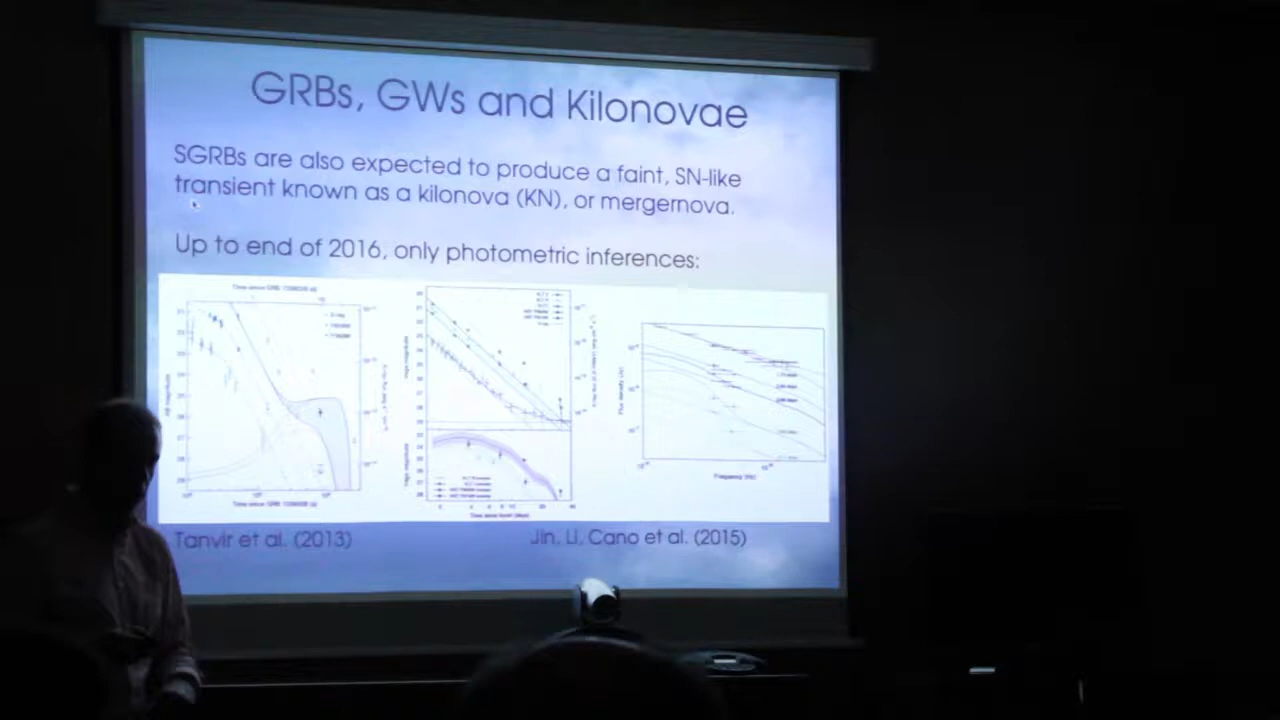 GRBs, GWs and Kilonovae
SGRBs are also expected to produce a faint, SN-like
transient known as a kilonova (KN), or mergernova.
Up to end of 2016, only photometric inferences:
Frequency (Hz)
Tanvir et al. (2013)
Jin, Li, Cano et al. (2015)